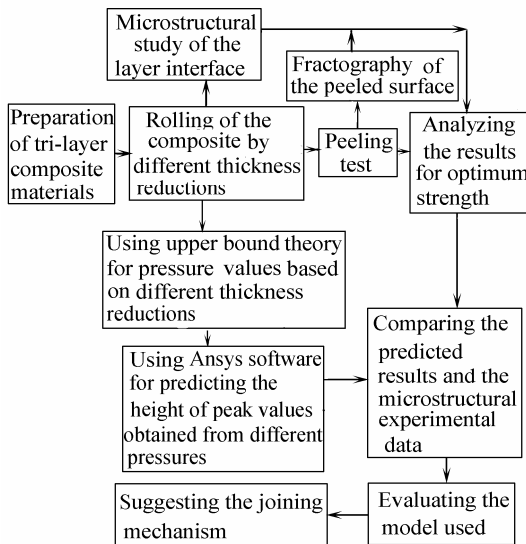 Microstructural
study of the
layer interface
Fractography of
the peeled surface
Preparation
of tri-layer
composite
materials
Rolling of the
composite by
different thickness
reductions
Peeling
test
Analyzing
the results
for optimum
strength
Using upper bound theory
for pressure values based
on different thickness
reductions
Using Ansys software
for predicting the
height of peak values
obtained from different
pressures
Comparing the
predicted
results and the
microstructural
experimental
data
Evaluating the
model used
Suggesting the joining
mechanism